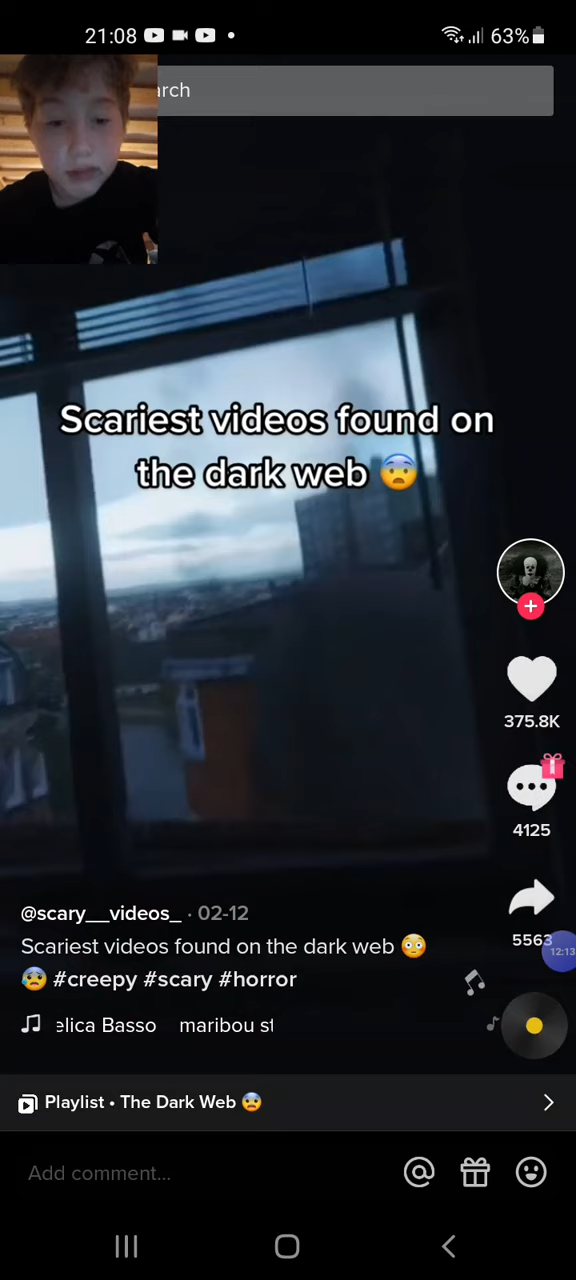 21:08
63%
arch
Scariest videos found on
the dark web 😨
375.8K
4125
@scary__videos_ · 02-12
Scariest videos found on the dark web 😳
😰 #creepy #scary #horror
5563
12:13
elica Basso maribou st
Playlist • The Dark Web 😨
Add comment...